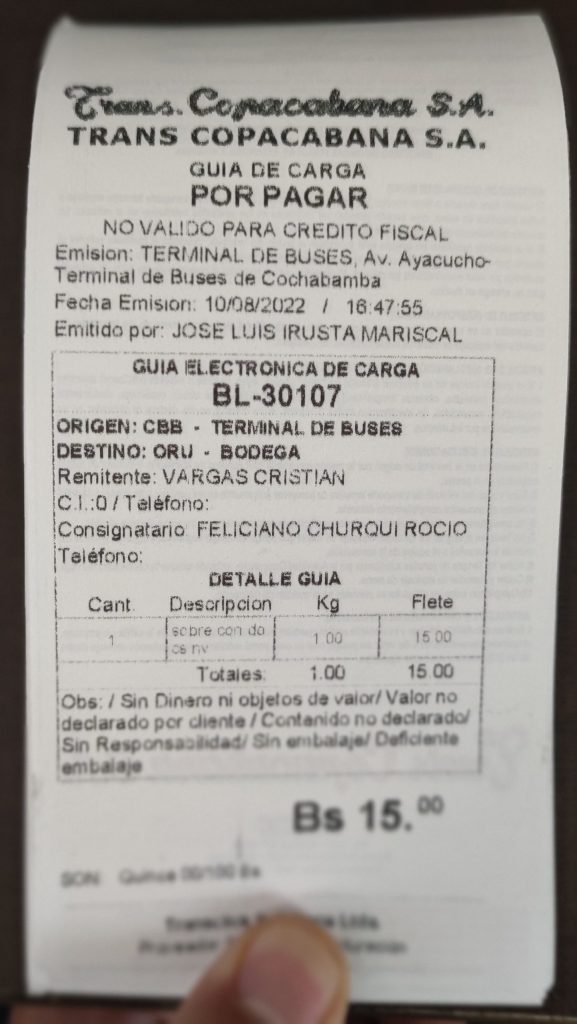 Trans. Copacabana S.A.
TRANS COPACABANA S.A.
GUIA DE CARGA
POR PAGAR
NO VALIDO PARA CREDITO FISCAL
Emision: TERMINAL DE BUSES, Av. Ayacucho-
Terminal de Buses de Cochabamba
Fecha Emision: 10/08/2022 / 16:47:55
Emitido por: JOSE LUIS IRUSTA MARISCAL
GUIA ELECTRONICA DE CARGA
BL-30107
ORIGEN: CBB - TERMINAL DE BUSES
DESTINO: ORU - BODEGA
Remitente: VARGAS CRISTIAN
C.I.:0 / Teléfono:
Consignatario: FELICIANO CHURQUI ROCIO
Teléfono:
DETALLE GUIA
Cant. Descripcion Kg Flete
1 sobre con do 1.00 15.00
cs nv
Totales: 1.00 15.00
Obs: / Sin Dinero ni objetos de valor/ Valor no
declarado por cliente / Contenido no declarado/
Sin Responsabilidad/ Sin embalaje/ Deficiente
embalaje
Bs 15.00
SON: Quince 00/100 Bs